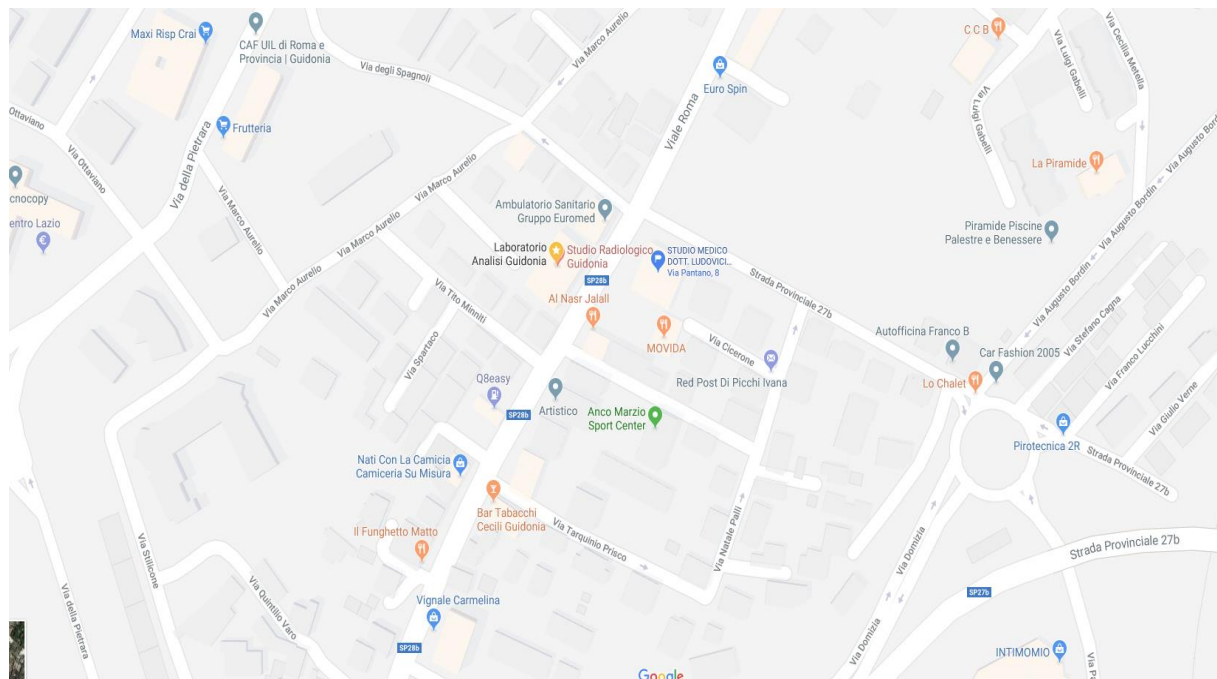 Maxi Risp Crai
CAF UIL di Roma e
Provincia | Guidonia
Via degli Spagnoli
Via Marco Aurelio
Viale Roma
Euro Spin
C C B
Via Luigi Gabelli
Via Cecilia Metella
Via Luigi Gabelli
Ottaviano
Via Ottaviano
Frutteria
Via della Pietrara
Via Marco Aurelio
Via Marco Aurelio
Via Marco Aurelio
Via Marco Aurelio
La Piramide
Via Augusto Bordin
Via Augusto Bordin
Via Augusto Bordin
cnocopy
entro Lazio
Ambulatorio Sanitario
Gruppo Euromed
Laboratorio
Analisi Guidonia
Studio Radiologico
Guidonia
STUDIO MEDICO
DOTT. LUDOVICI...
Via Pantano, 8
Piramide Piscine
Palestre e Benessere
SP28b
Strada Provinciale 27b
Via Tito Minniti
Al Nasr Jalall
MOVIDA
Via Cicerone
Via Spartaco
Autofficina Franco B
Car Fashion 2005
Via Stefano Cagna
Via Franco Lucchini
Via Giulio Verne
Q8easy
Artistico
Red Post Di Picchi Ivana
Lo Chalet
SP28b
Anco Marzio
Sport Center
Pirotecnica 2R
Strada Provinciale 27b
Nati Con La Camicia
Camiceria Su Misura
Bar Tabacchi
Cecili Guidonia
Il Funghetto Matto
Via Tarquinio Prisco
Via Natale Palli
Via Domizia
Strada Provinciale 27b
Via Stilicone
Via Quintilio Varo
Via della Pietrara
Vignale Carmelina
SP28b
SP27b
Via Domizia
INTIMOMIO
Google